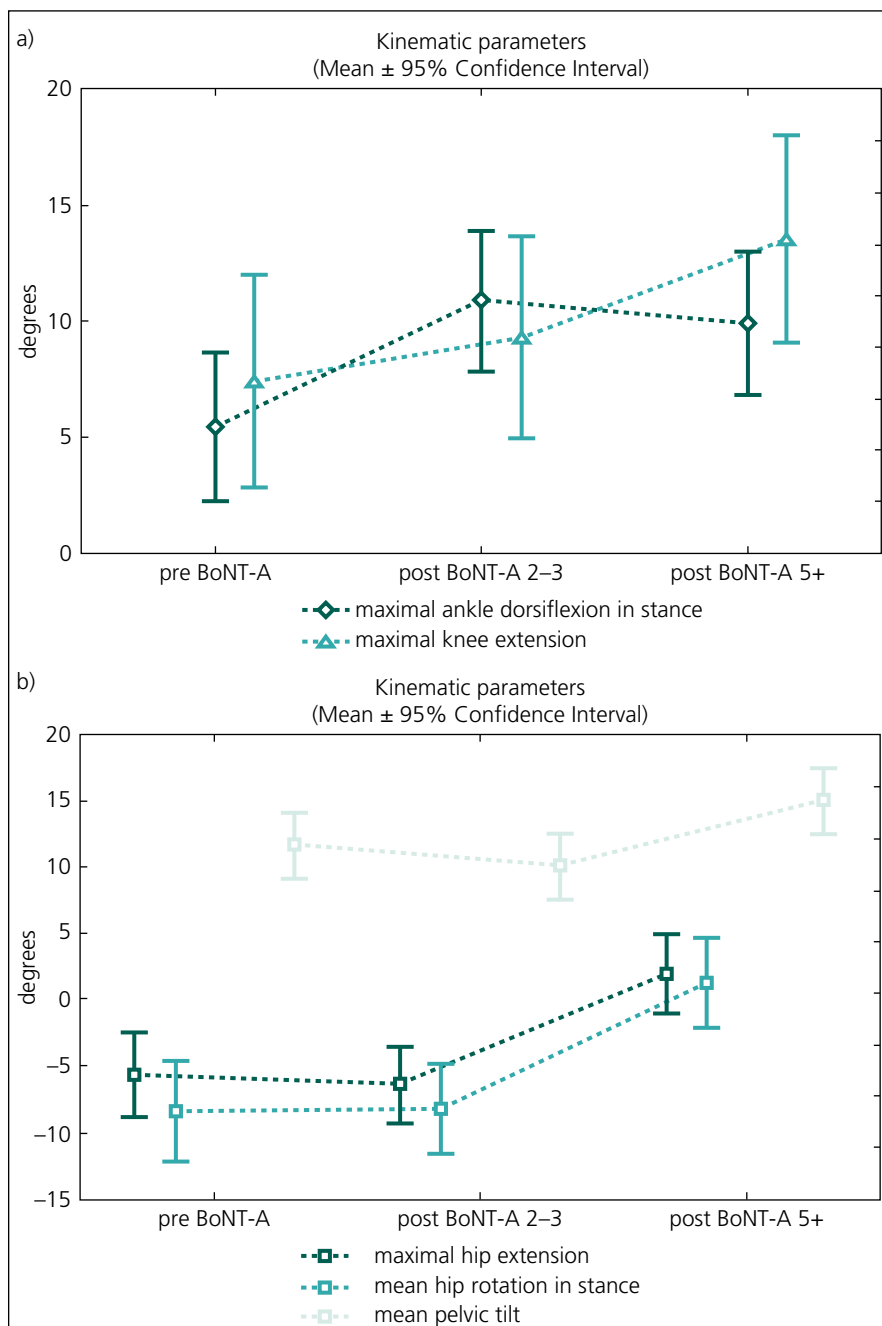 a)
Kinematic parameters
(Mean ± 95% Confidence Interval)
20
15
10
5
0
degrees
pre BoNT-A post BoNT-A 2–3 post BoNT-A 5+
maximal ankle dorsiflexion in stance
maximal knee extension
b)
Kinematic parameters
(Mean ± 95% Confidence Interval)
20
15
10
5
0
–5
–10
–15
degrees
pre BoNT-A post BoNT-A 2–3 post BoNT-A 5+
maximal hip extension
mean hip rotation in stance
mean pelvic tilt